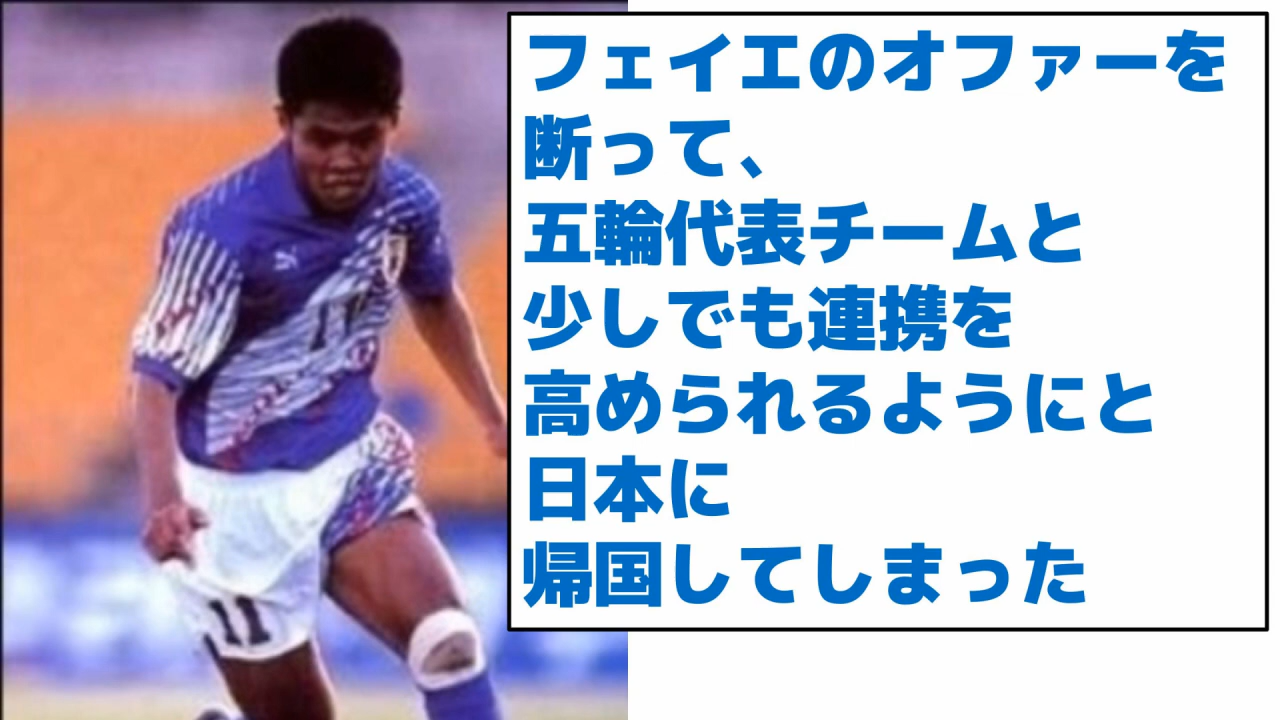 フェイエのオファーを
断って、
五輪代表チームと
少しでも連携を
高められるようにと
日本に
帰国してしまった
11
11